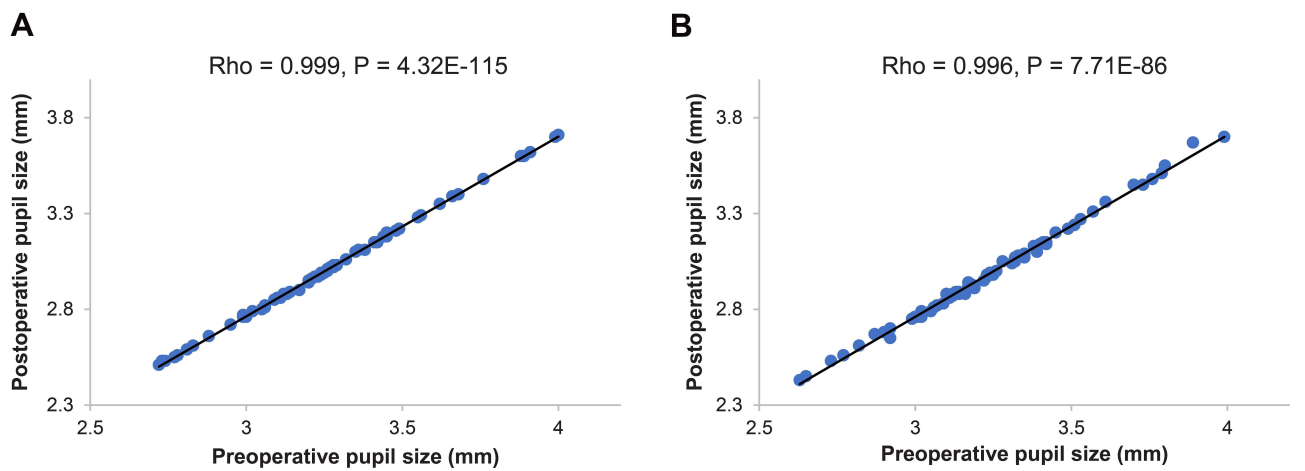 A
Rho = 0.999, P = 4.32E-115
Postoperative pupil size (mm)
3.8
3.3
2.8
2.3
2.5
3
3.5
4
Preoperative pupil size (mm)
B
Rho = 0.996, P = 7.71E-86
Postoperative pupil size (mm)
3.8
3.3
2.8
2.3
2.5
3
3.5
4
Preoperative pupil size (mm)